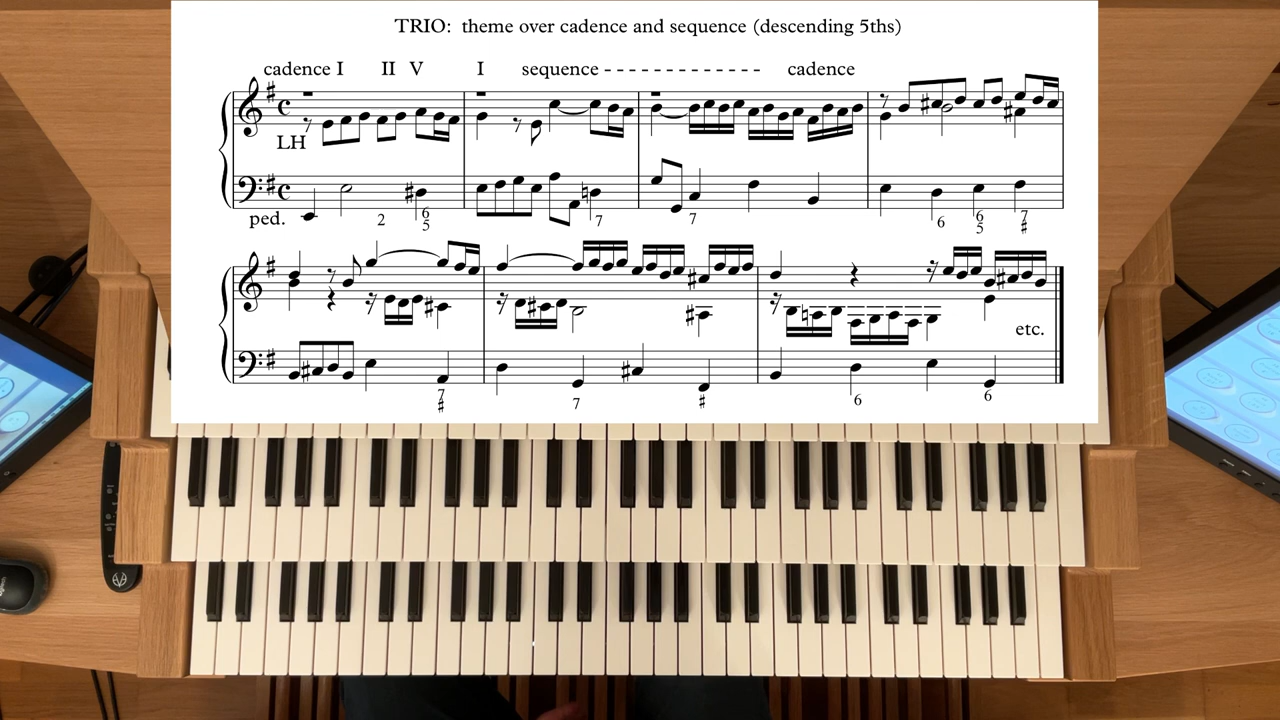 TRIO: theme over cadence and sequence (descending 5ths)
cadence I II V I sequence - - - - - - - - - - - - - cadence
LH
ped. 2 6 5 7 7 6 6 5 7 #
etc.
7 # 7 # 6 6